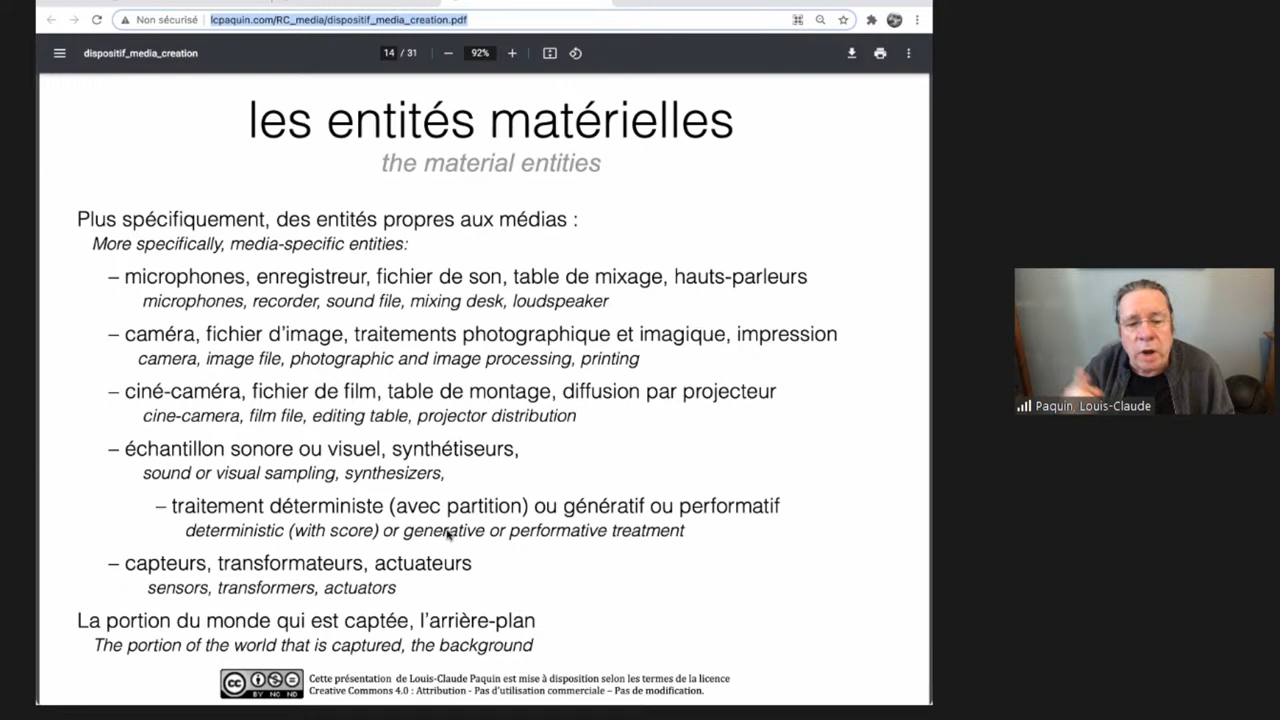 Non sécurisé
lcpaquin.com/RC_media/dispositif_media_creation.pdf
dispositif_media_creation
14 / 31
92%
les entités matérielles
the material entities
Plus spécifiquement, des entités propres aux médias :
More specifically, media-specific entities:
– microphones, enregistreur, fichier de son, table de mixage, hauts-parleurs
microphones, recorder, sound file, mixing desk, loudspeaker
– caméra, fichier d'image, traitements photographique et imagique, impression
camera, image file, photographic and image processing, printing
– ciné-caméra, fichier de film, table de montage, diffusion par projecteur
cine-camera, film file, editing table, projector distribution
– échantillon sonore ou visuel, synthétiseurs,
sound or visual sampling, synthesizers,
– traitement déterministe (avec partition) ou génératif ou performatif
deterministic (with score) or generative or performative treatment
– capteurs, transformateurs, actuateurs
sensors, transformers, actuators
La portion du monde qui est captée, l'arrière-plan
The portion of the world that is captured, the background
cc
BY NC ND
Cette présentation de Louis-Claude Paquin est mise à disposition selon les termes de la licence
Creative Commons 4.0 : Attribution - Pas d'utilisation commerciale – Pas de modification.
Paquin, Louis-Claude